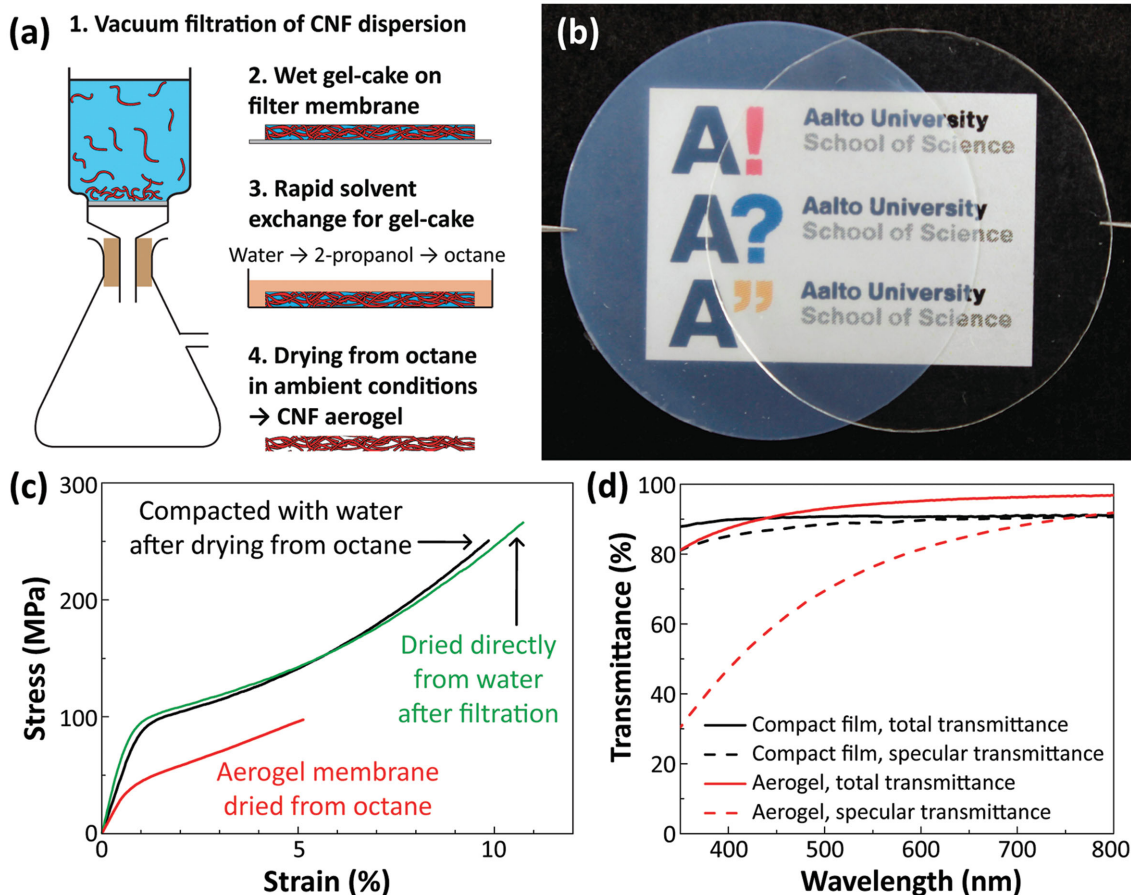 (a)
1. Vacuum filtration of CNF dispersion
2. Wet gel-cake on
filter membrane
3. Rapid solvent
exchange for gel-cake
Water → 2-propanol → octane
4. Drying from octane
in ambient conditions
→ CNF aerogel
(b)
A!
Aalto University
School of Science
A?
Aalto University
School of Science
A”
Aalto University
School of Science
(c)
300
200
100
0
Stress (MPa)
0
5
10
Strain (%)
Compacted with water
after drying from octane
Dried directly
from water
after filtration
Aerogel membrane
dried from octane
(d)
100
80
60
40
20
0
Transmittance (%)
400
500
600
700
800
Wavelength (nm)
Compact film, total transmittance
Compact film, specular transmittance
Aerogel, total transmittance
Aerogel, specular transmittance